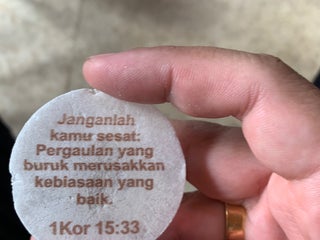 Janganlah
kamu sesat:
Pergaulan yang
buruk merusakkan
kebiasaan yang
baik.
1Kor 15:33